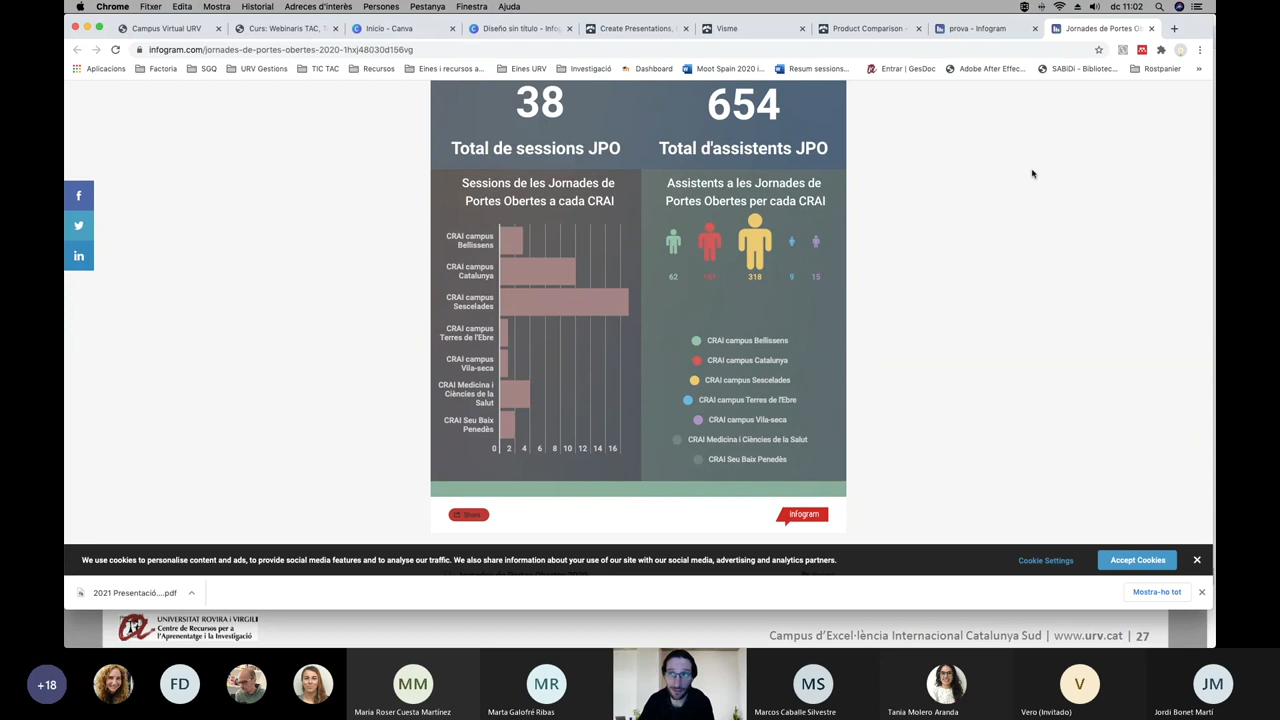 Chrome Fitxer Edita Mostra Historial Adreces d'interès Persones Pestanya Finestra Ajuda dc 11:02
Campus Virtual URV
Curs: Webinaris TAC, T
Inicio - Canva
Diseño sin título - Info
Create Presentations, I
Visme
Product Comparison -
prova - Infogram
Jornades de Portes Ob
infogram.com/jornades-de-portes-obertes-2020-1hxj48030d156vg
Aplicacions Factoria SGQ URV Gestions TIC TAC Recursos Eines i recursos a... Eines URV Investigació Dashboard Moot Spain 2020 i... Resum sessions... Entrar | GesDoc Adobe After Effec... SABiDi - Bibliotec... Rostpanier »
38
Total de sessions JPO
654
Total d'assistents JPO
Sessions de les Jornades de
Portes Obertes a cada CRAI
CRAI campus
Bellissens
CRAI campus
Catalunya
CRAI campus
Sescelades
CRAI campus
Terres de l'Ebre
CRAI campus
Vila-seca
CRAI Medicina i
Ciències de la
Salut
CRAI Seu Baix
Penedès
0 2 4 6 8 10 12 14 16
Assistents a les Jornades de
Portes Obertes per cada CRAI
62 318 9 15
CRAI campus Bellissens
CRAI campus Catalunya
CRAI campus Sescelades
CRAI campus Terres de l'Ebre
CRAI campus Vila-seca
CRAI Medicina i Ciències de la Salut
CRAI Seu Baix Penedès
Share
infogram
We use cookies to personalise content and ads, to provide social media features and to analyse our traffic. We also share information about your use of our site with our social media, advertising and analytics partners.
Cookie Settings
Accept Cookies
2021 Presentació....pdf
Mostra-ho tot
UNIVERSITAT ROVIRA i VIRGILI
Centre de Recursos per a
l'Aprenentatge i la Investigació
Campus d'Excel·lència Internacional Catalunya Sud | www.urv.cat | 27
+18
FD
MM
Maria Roser Cuesta Martínez
MR
Marta Galofré Ribas
MS
Marcos Caballe Silvestre
Tania Molero Aranda
V
Vero (Invitado)
JM
Jordi Bonet Martí